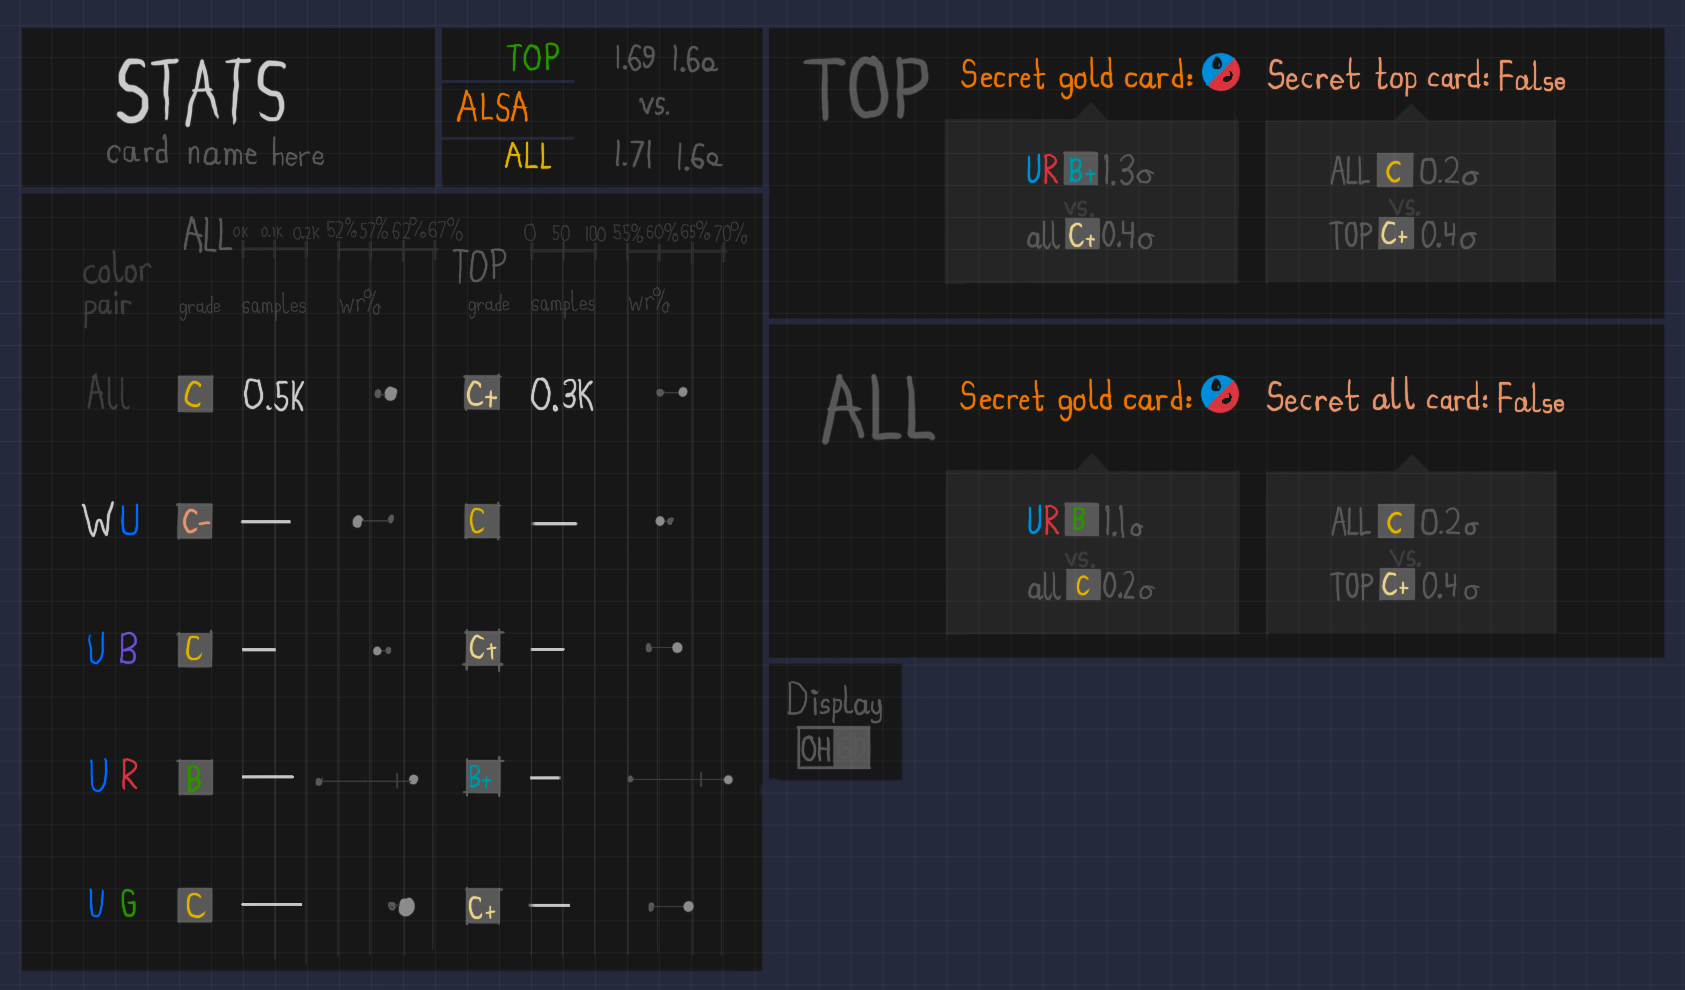 STATS
card name here
TOP 1.69 1.6a
ALSA vs.
ALL 1.71 1.6a
ALL 0K 0.1K 0.2K 52% 57% 62% 67%
TOP 0 50 100 55% 60% 65% 70%
color pair
grade samples wr% grade samples wr%
All C 0.5K C+ 0.3K
WU C- C
UB C C+
UR B B+
UG C C+
TOP
Secret gold card:
UR B+ 1.3σ
vs.
all C+ 0.4σ
Secret top card: False
ALL C 0.2σ
vs.
TOP C+ 0.4σ
ALL
Secret gold card:
UR B 1.1σ
vs.
all C 0.2σ
Secret all card: False
ALL C 0.2σ
vs.
TOP C+ 0.4σ
Display
OH